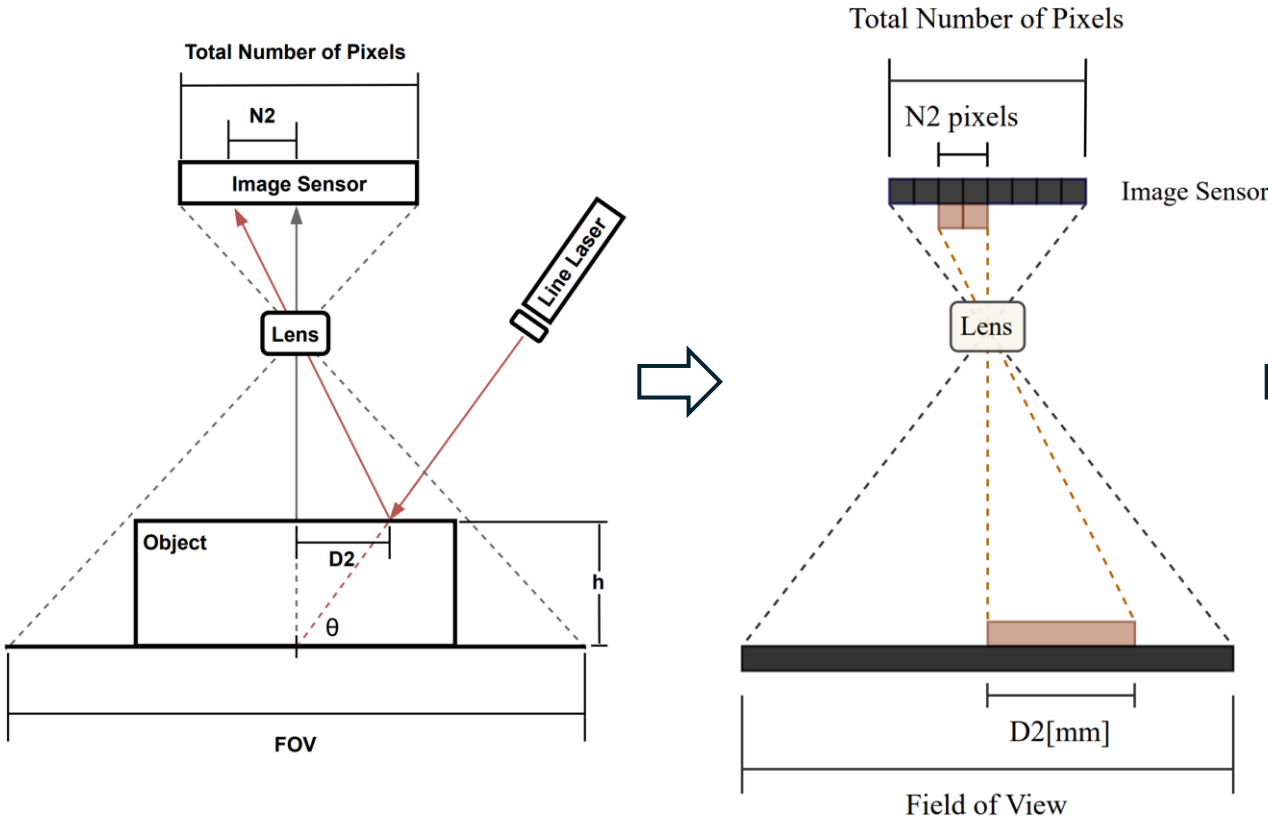 Total Number of Pixels
N2
Image Sensor
Line Laser
Lens
Object
D2
h
θ
FOV
Total Number of Pixels
N2 pixels
Image Sensor
Lens
D2[mm]
Field of View